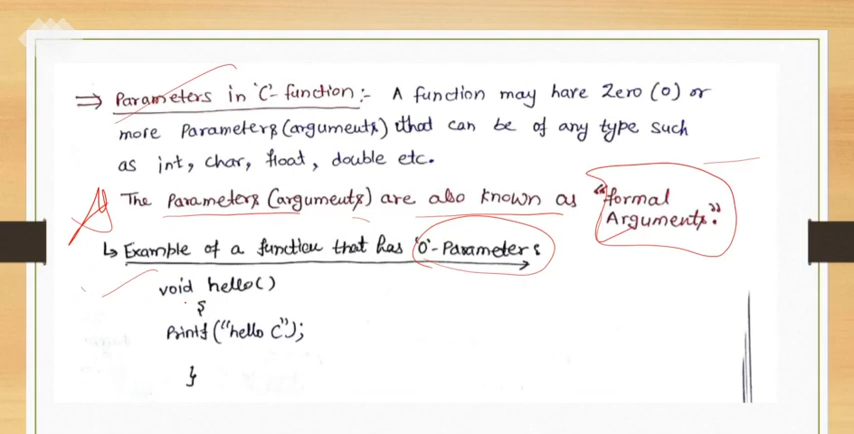 ⇒ Parameters in 'C'- function :- A function may have Zero (0) or
more Parameters (arguments) that can be of any type such
as int, char, float, double etc.
The Parameters (arguments) are also known as "formal
Arguments."
↳ Example of a function that has '0'- Parameters
void hello()
{
Printf ("hello C");
}